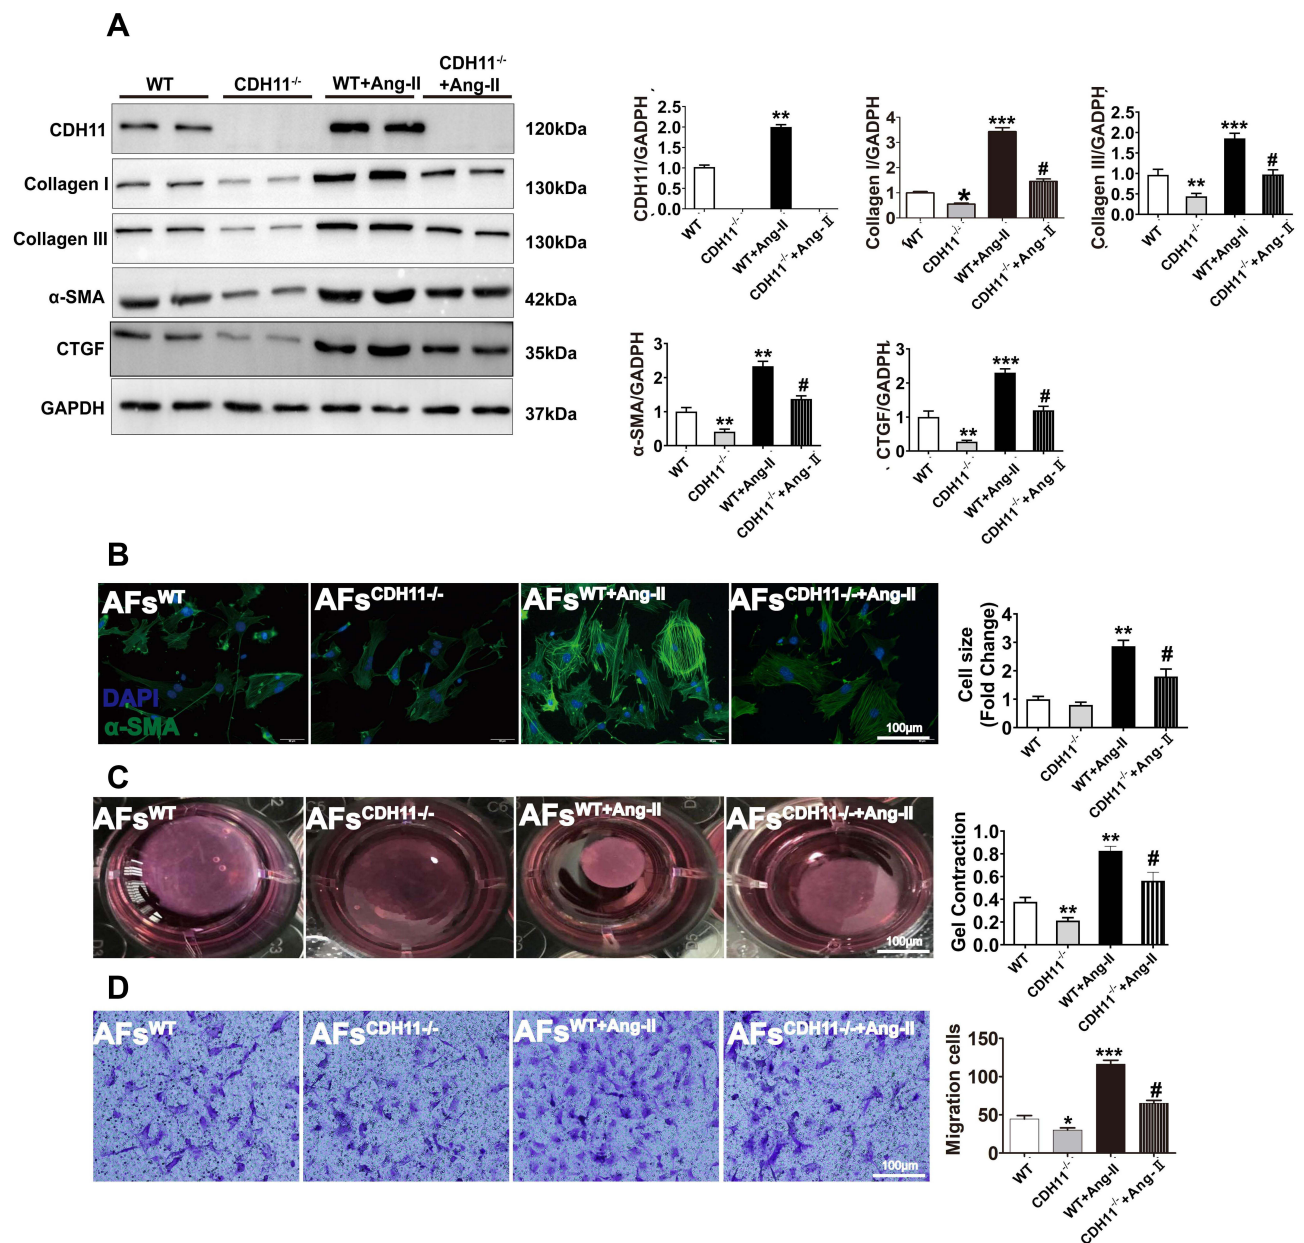 A
WT
CDH11-/-
WT+Ang-II
CDH11-/-
+Ang-II
CDH11
120kDa
Collagen I
130kDa
Collagen III
130kDa
α-SMA
42kDa
CTGF
35kDa
GAPDH
37kDa
CDH11/GADPH
2.5
2.0
1.5
1.0
0.5
0.0
**
WT
CDH11-/-
WT+Ang-II
CDH11-/-+Ang-Ⅱ
Collagen I/GADPH
4
3
2
1
0
*
***
#
WT
CDH11-/-
WT+Ang-II
CDH11-/-+Ang-Ⅱ
Collagen III/GADPH
2.5
2.0
1.5
1.0
0.5
0.0
**
***
#
WT
CDH11-/-
WT+Ang-II
CDH11-/-+Ang-Ⅱ
α-SMA/GADPH
3
2
1
0
**
**
#
WT
CDH11-/-
WT+Ang-II
CDH11-/-+Ang-Ⅱ
CTGF/GADPH
3
2
1
0
**
***
#
WT
CDH11-/-
WT+Ang-II
CDH11-/-+Ang-Ⅱ
B
AFsWT
AFsCDH11-/-
AFsWT+Ang-II
AFsCDH11-/-+Ang-II
DAPI
α-SMA
100μm
Cell size
(Fold Change)
4
3
2
1
0
**
#
WT
CDH11-/-
WT+Ang-II
CDH11-/-+Ang-Ⅱ
C
AFsWT
AFsCDH11-/-
AFsWT+Ang-II
AFsCDH11-/-+Ang-II
100μm
Gel Contraction
1.0
0.8
0.6
0.4
0.2
0.0
**
**
#
WT
CDH11-/-
WT+Ang-II
CDH11-/-+Ang-II
D
AFsWT
AFsCDH11-/-
AFsWT+Ang-II
AFsCDH11-/-+Ang-II
100μm
Migration cells
150
100
50
0
*
***
#
WT
CDH11-/-
WT+Ang-II
CDH11-/-+Ang-Ⅱ